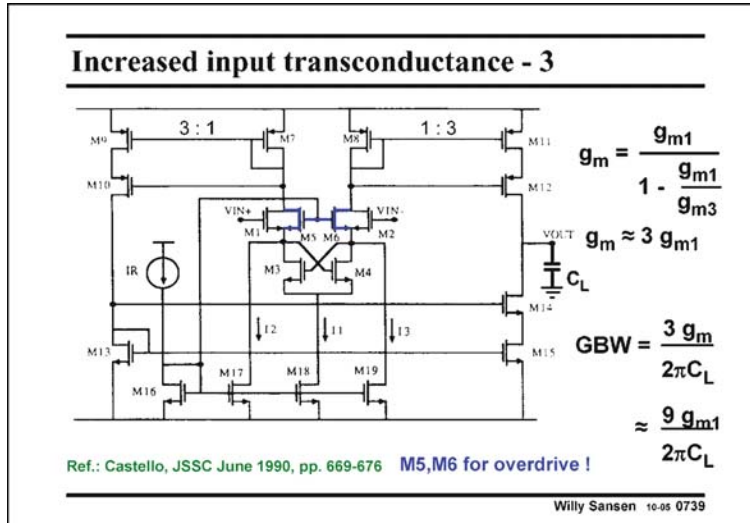 Increased input transconductance - 3
M9
3 : 1
M7
M8
1 : 3
M11
M10
M12
VIN+
VIN-
M1
M5
M6
M2
VOUT
M3
M4
IR
C_L
I2
I1
I3
M14
M13
M15
M16
M17
M18
M19
g_m = g_m1 / (1 - g_m1 / g_m3)
g_m ≈ 3 g_m1
GBW = 3 g_m / 2πC_L
≈ 9 g_m1 / 2πC_L
Ref.: Castello, JSSC June 1990, pp. 669-676 M5,M6 for overdrive !
Willy Sansen 10-05 0739